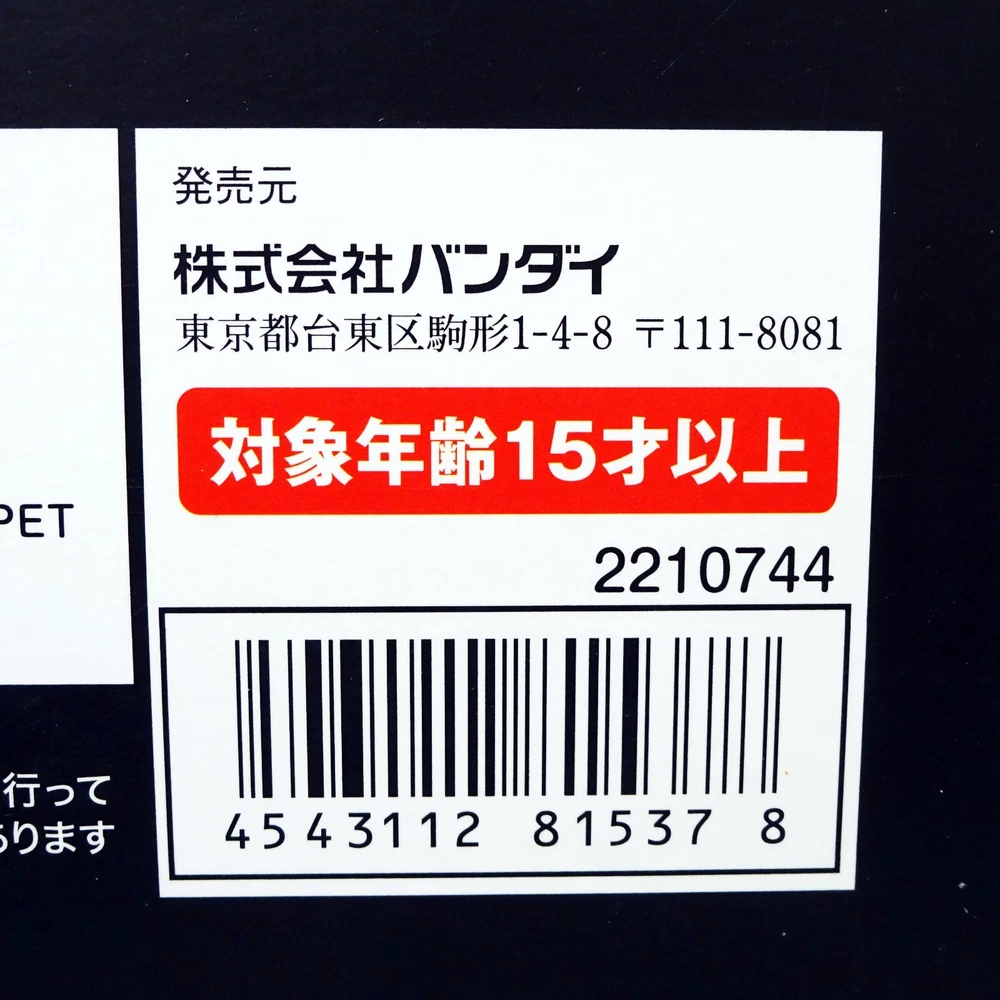 発売元
株式会社バンダイ
東京都台東区駒形1-4-8 〒111-8081
対象年齢15才以上
2210744
4543112 81537 8
PET
行って
あります